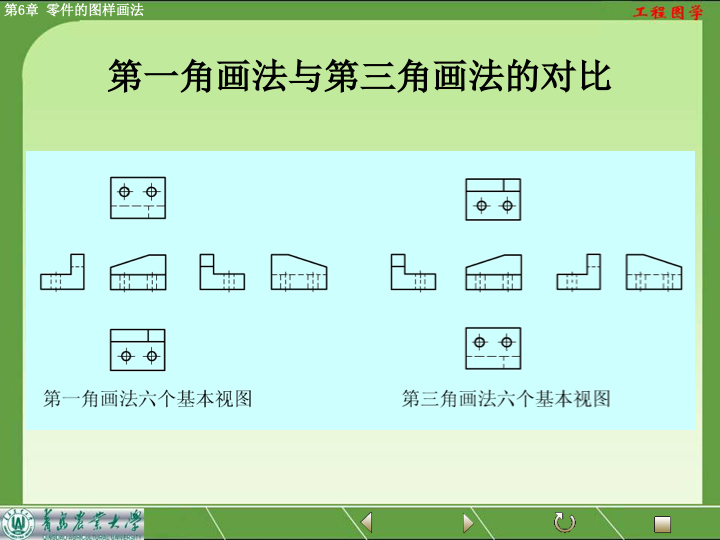 第6章 零件的图样画法
工程图学
第一角画法与第三角画法的对比
第一角画法六个基本视图
第三角画法六个基本视图
青岛农业大学